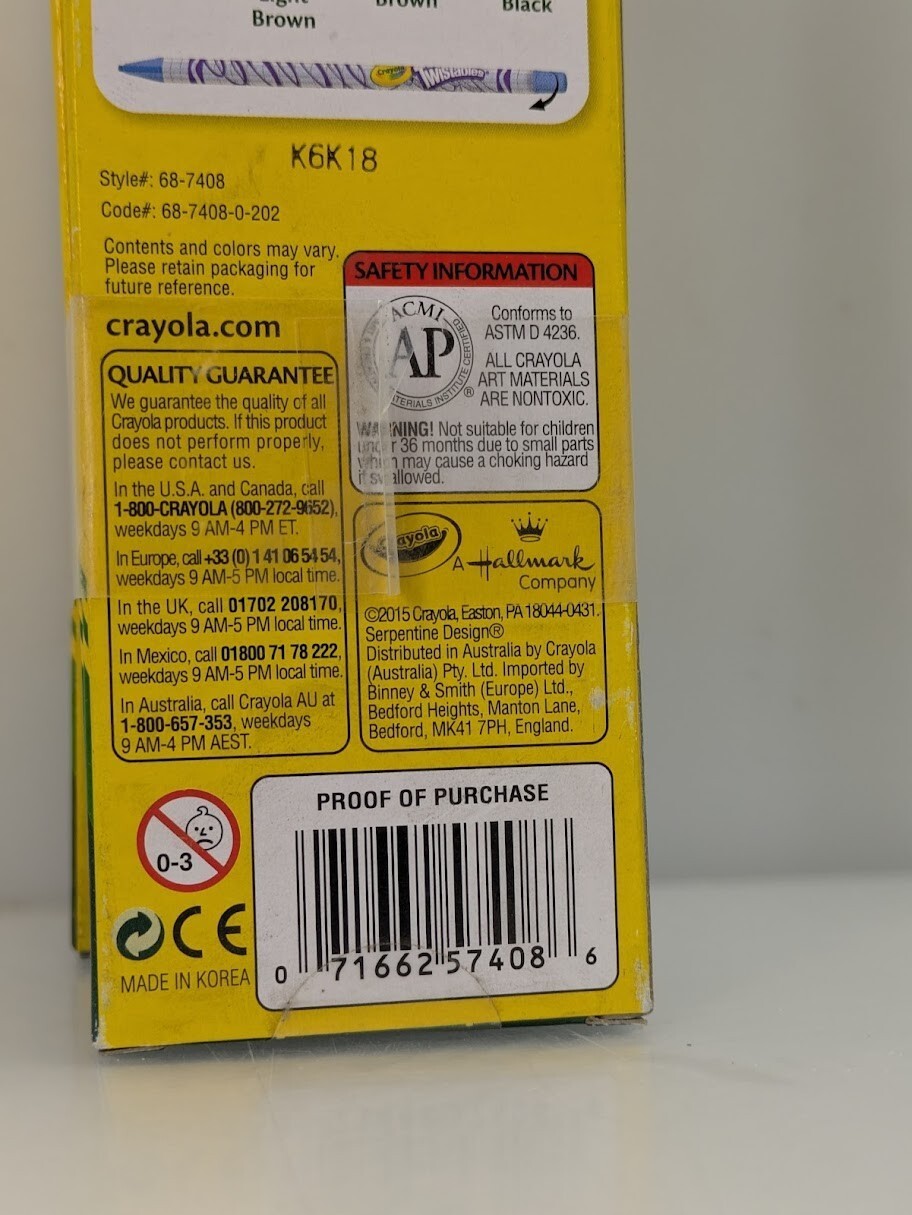 Light
Brown
Brown
Black
Crayola
Twistables
K6K18
Style#: 68-7408
Code#: 68-7408-0-202
Contents and colors may vary.
Please retain packaging for
future reference.
crayola.com
QUALITY GUARANTEE
We guarantee the quality of all
Crayola products. If this product
does not perform properly,
please contact us.
In the U.S.A. and Canada, call
1-800-CRAYOLA (800-272-9652),
weekdays 9 AM-4 PM ET.
In Europe, call +33 (0) 1 41 06 54 54,
weekdays 9 AM-5 PM local time.
In the UK, call 01702 208170,
weekdays 9 AM-5 PM local time.
In Mexico, call 01800 71 78 222,
weekdays 9 AM-5 PM local time.
In Australia, call Crayola AU at
1-800-657-353, weekdays
9 AM-4 PM AEST.
SAFETY INFORMATION
ACMI
AP
INSTITUTE CERTIFIED
®
Conforms to
ASTM D 4236.
ALL CRAYOLA
ART MATERIALS
ARE NONTOXIC.
WARNING! Not suitable for children
under 36 months due to small parts
which may cause a choking hazard
if swallowed.
Crayola
A Hallmark
Company
©2015 Crayola, Easton, PA 18044-0431.
Serpentine Design®
Distributed in Australia by Crayola
(Australia) Pty. Ltd. Imported by
Binney & Smith (Europe) Ltd.,
Bedford Heights, Manton Lane,
Bedford, MK41 7PH, England.
0-3
CE
MADE IN KOREA
PROOF OF PURCHASE
0 71662 57408 6